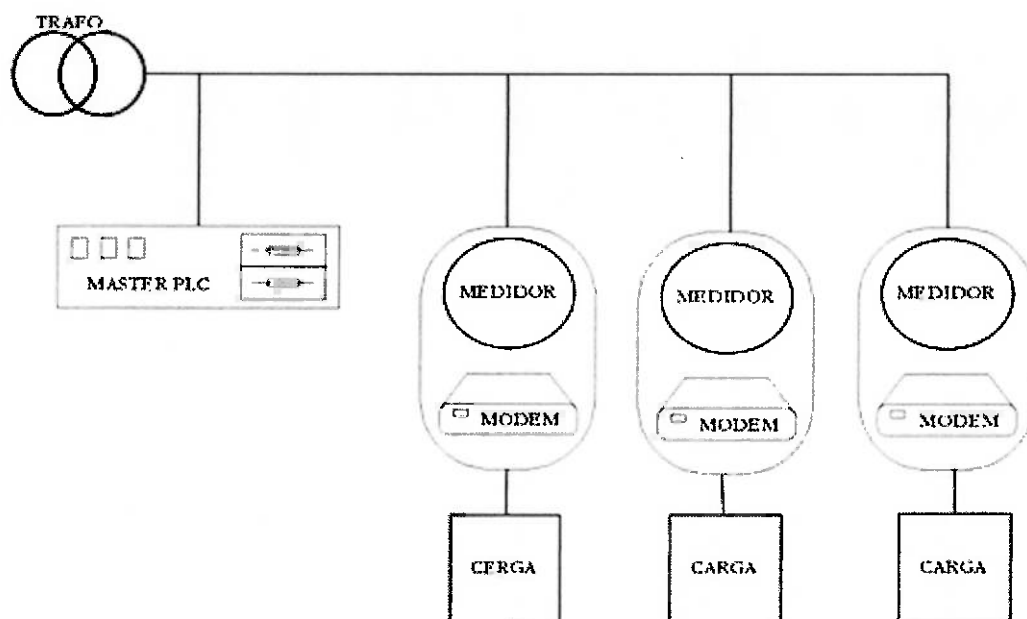 TRAFO
MASTER PLC
MEDIDOR
MEDIDOR
MEDIDOR
MODEM
MODEM
MODEM
CERGA
CARGA
CARGA